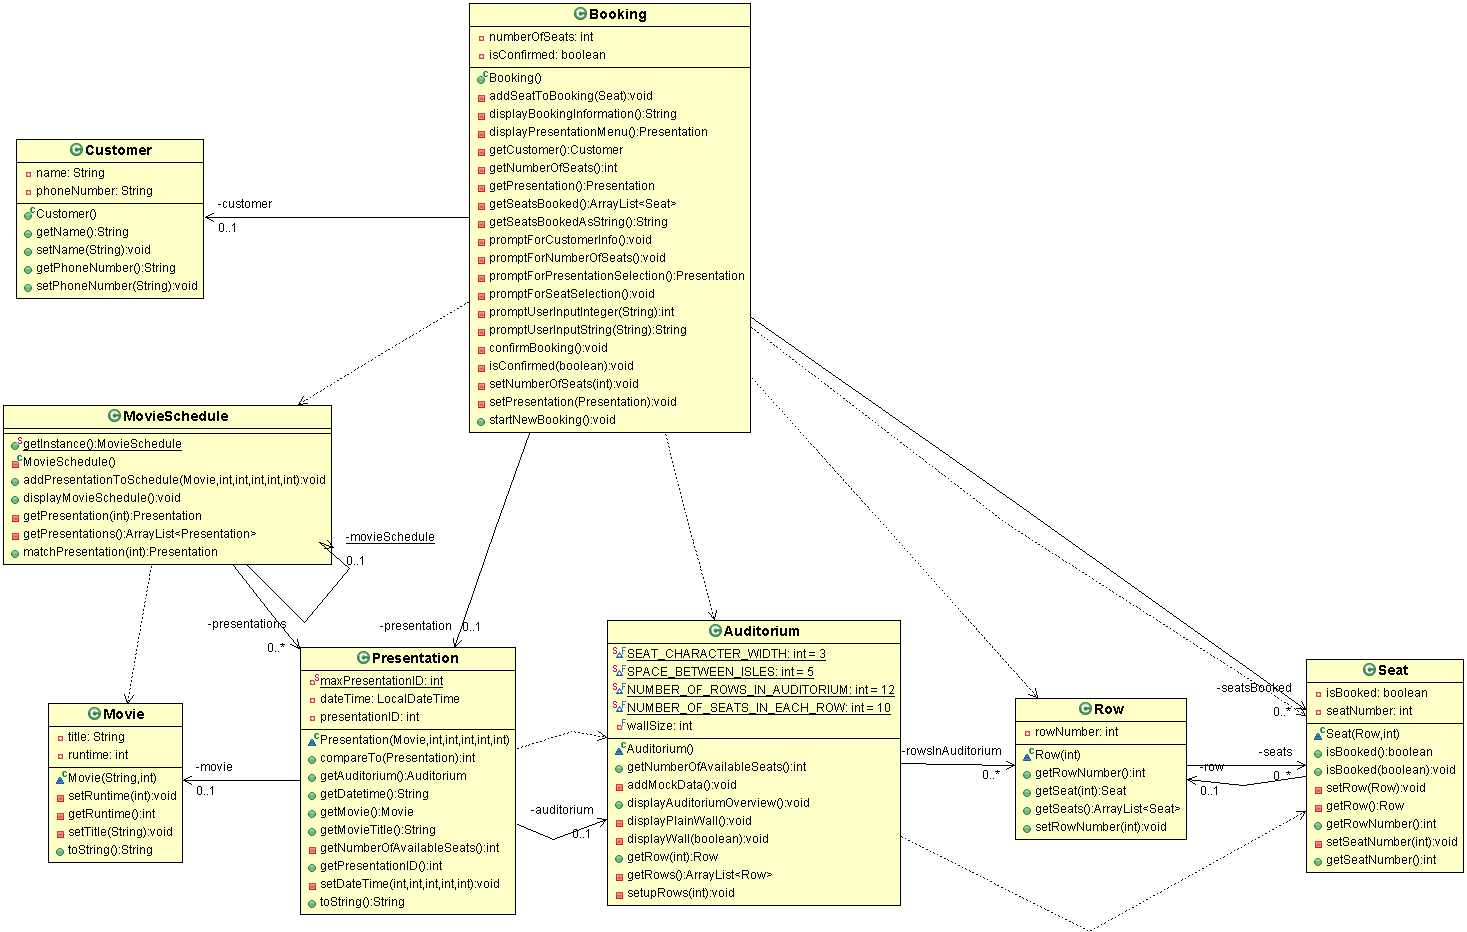 Booking
numberOfSeats: int
isConfirmed: boolean
Booking()
addSeatToBooking(Seat):void
displayBookingInformation():String
displayPresentationMenu():Presentation
getCustomer():Customer
getNumberOfSeats():int
getPresentation():Presentation
getSeatsBooked():ArrayList<Seat>
getSeatsBookedAsString():String
promptForCustomerInfo():void
promptForNumberOfSeats():void
promptForPresentationSelection():Presentation
promptForSeatSelection():void
promptUserInputInteger(String):int
promptUserInputString(String):String
confirmBooking():void
isConfirmed(boolean):void
setNumberOfSeats(int):void
setPresentation(Presentation):void
startNewBooking():void
Customer
name: String
phoneNumber: String
Customer()
getName():String
setName(String):void
getPhoneNumber():String
setPhoneNumber(String):void
-customer
0..1
MovieSchedule
getInstance():MovieSchedule
MovieSchedule()
addPresentationToSchedule(Movie,int,int,int,int,int):void
displayMovieSchedule():void
getPresentation(int):Presentation
getPresentations():ArrayList<Presentation>
matchPresentation(int):Presentation
-movieSchedule
0..1
-presentations
0..*
-presentation
0..1
Movie
title: String
runtime: int
Movie(String,int)
setRuntime(int):void
getRuntime():int
setTitle(String):void
toString():String
-movie
0..1
Presentation
maxPresentationID: int
dateTime: LocalDateTime
presentationID: int
Presentation(Movie,int,int,int,int,int)
compareTo(Presentation):int
getAuditorium():Auditorium
getDatetime():String
getMovie():Movie
getMovieTitle():String
getNumberOfAvailableSeats():int
getPresentationID():int
setDateTime(int,int,int,int,int):void
toString():String
-auditorium
0..1
Auditorium
SEAT_CHARACTER_WIDTH: int = 3
SPACE_BETWEEN_ISLES: int = 5
NUMBER_OF_ROWS_IN_AUDITORIUM: int = 12
NUMBER_OF_SEATS_IN_EACH_ROW: int = 10
wallSize: int
Auditorium()
getNumberOfAvailableSeats():int
addMockData():void
displayAuditoriumOverview():void
displayPlainWall():void
displayWall(boolean):void
getRow(int):Row
getRows():ArrayList<Row>
setupRows(int):void
-rowsInAuditorium
0..*
Row
rowNumber: int
Row(int)
getRowNumber():int
getSeat(int):Seat
getSeats():ArrayList<Seat>
setRowNumber(int):void
-seatsBooked
0..*
-seats
0..*
-row
0..1
Seat
isBooked: boolean
seatNumber: int
Seat(Row,int)
isBooked():boolean
isBooked(boolean):void
setRow(Row):void
getRow():Row
getRowNumber():int
setSeatNumber(int):void
getSeatNumber():int